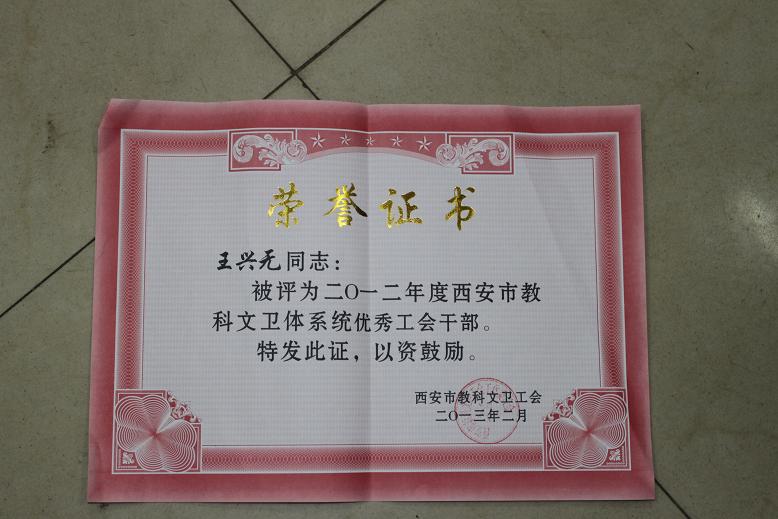 荣誉证书
王兴无同志：
被评为二〇一二年度西安市教
科文卫体系统优秀工会干部。
特发此证，以资鼓励。
西安市教科文卫工会
二〇一三年二月